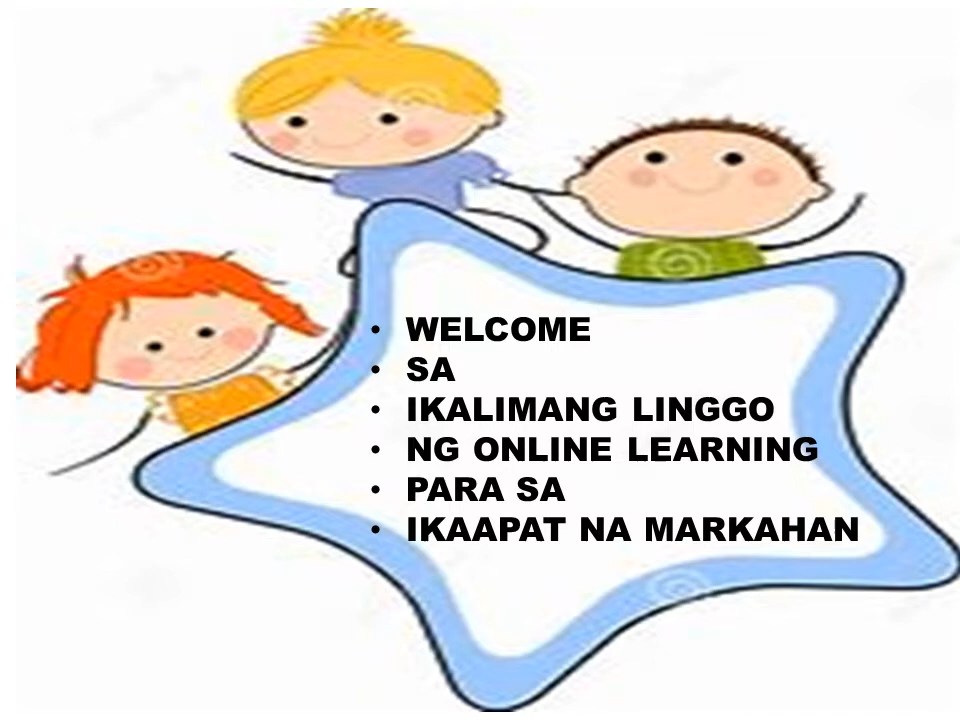 • WELCOME
• SA
• IKALIMANG LINGGO
• NG ONLINE LEARNING
• PARA SA
• IKAAPAT NA MARKAHAN